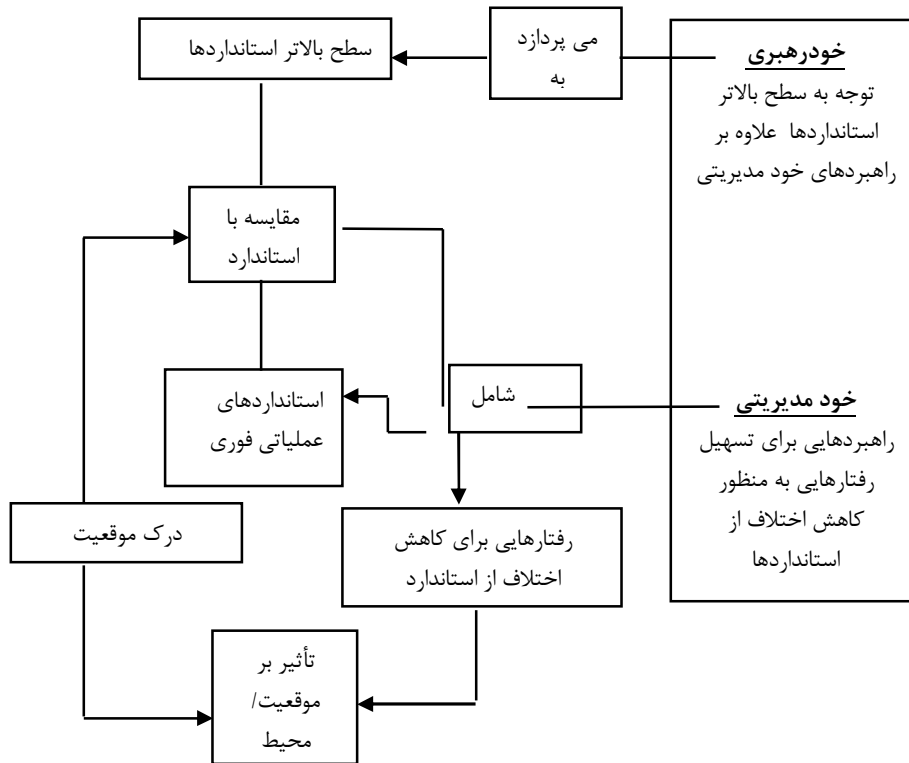 خودرهبری
توجه به سطح بالاتر
استانداردها علاوه بر
راهبردهای خود مدیریتی
می پردازد
به
سطح بالاتر استانداردها
مقایسه با
استاندارد
خود مدیریتی
راهبردهایی برای تسهیل
رفتارهایی به منظور
کاهش اختلاف از
استانداردها
شامل
استانداردهای
عملیاتی فوری
رفتارهایی برای کاهش
اختلاف از استاندارد
درک موقعیت
تأثیر بر
موقعیت/
محیط